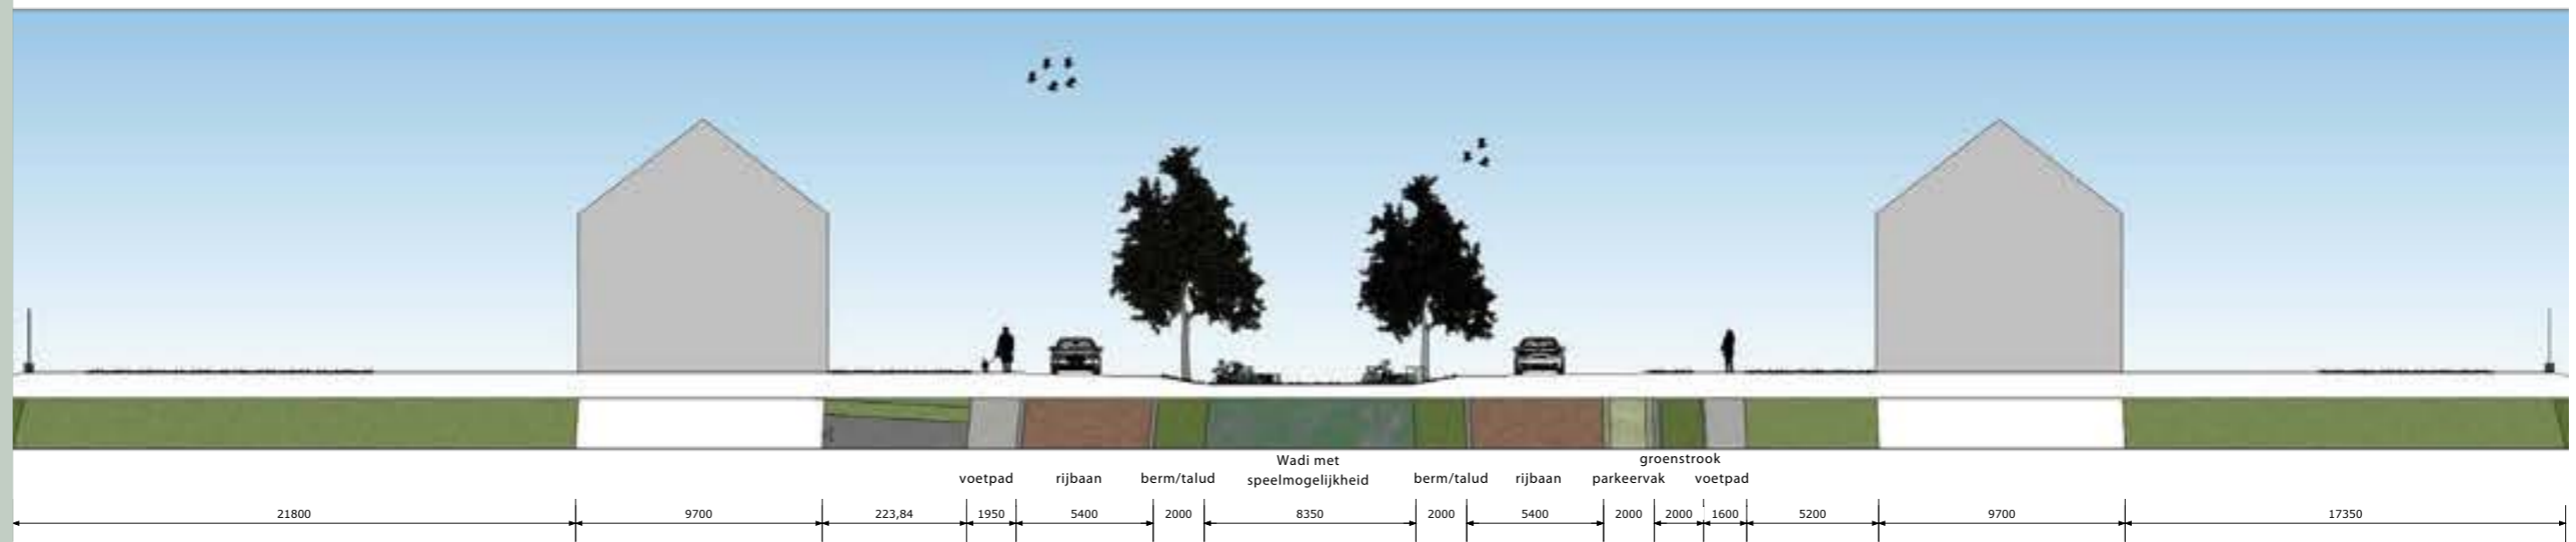 Wadi met
groenstrook
voetpad rijbaan berm/talud speelmogelijkheid berm/talud rijbaan parkeervak voetpad
21800 9700 223,84 1950 5400 2000 8350 2000 5400 2000 2000 1600 5200 9700 17350